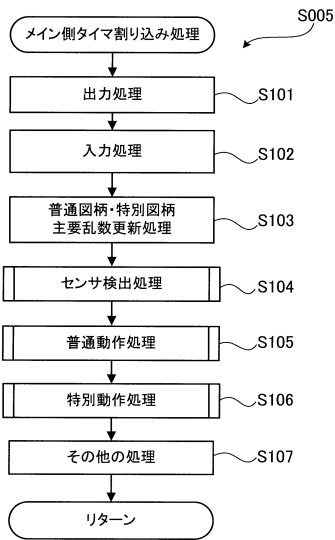 メイン側タイマ割り込み処理
S005
出力処理
S101
入力処理
S102
普通図柄・特別図柄
主要乱数更新処理
S103
センサ検出処理
S104
普通動作処理
S105
特別動作処理
S106
その他の処理
S107
リターン